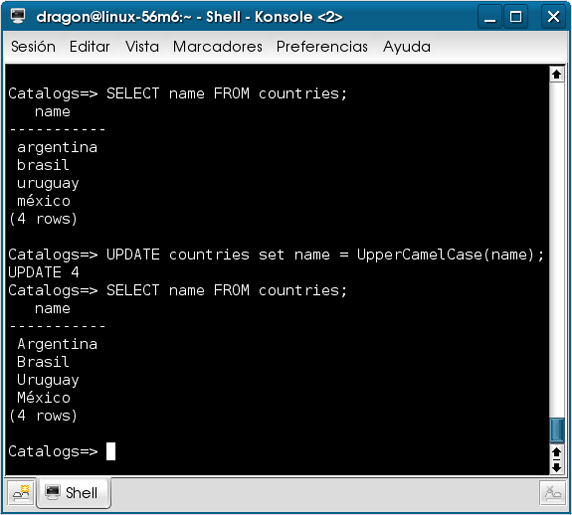 dragon@linux-56m6:~ - Shell - Konsole <2>
Sesión Editar Vista Marcadores Preferencias Ayuda
Catalogs=> SELECT name FROM countries;
name
-----------
argentina
brasil
uruguay
méxico
(4 rows)
Catalogs=> UPDATE countries set name = UpperCamelCase(name);
UPDATE 4
Catalogs=> SELECT name FROM countries;
name
-----------
Argentina
Brasil
Uruguay
México
(4 rows)
Catalogs=>
Shell